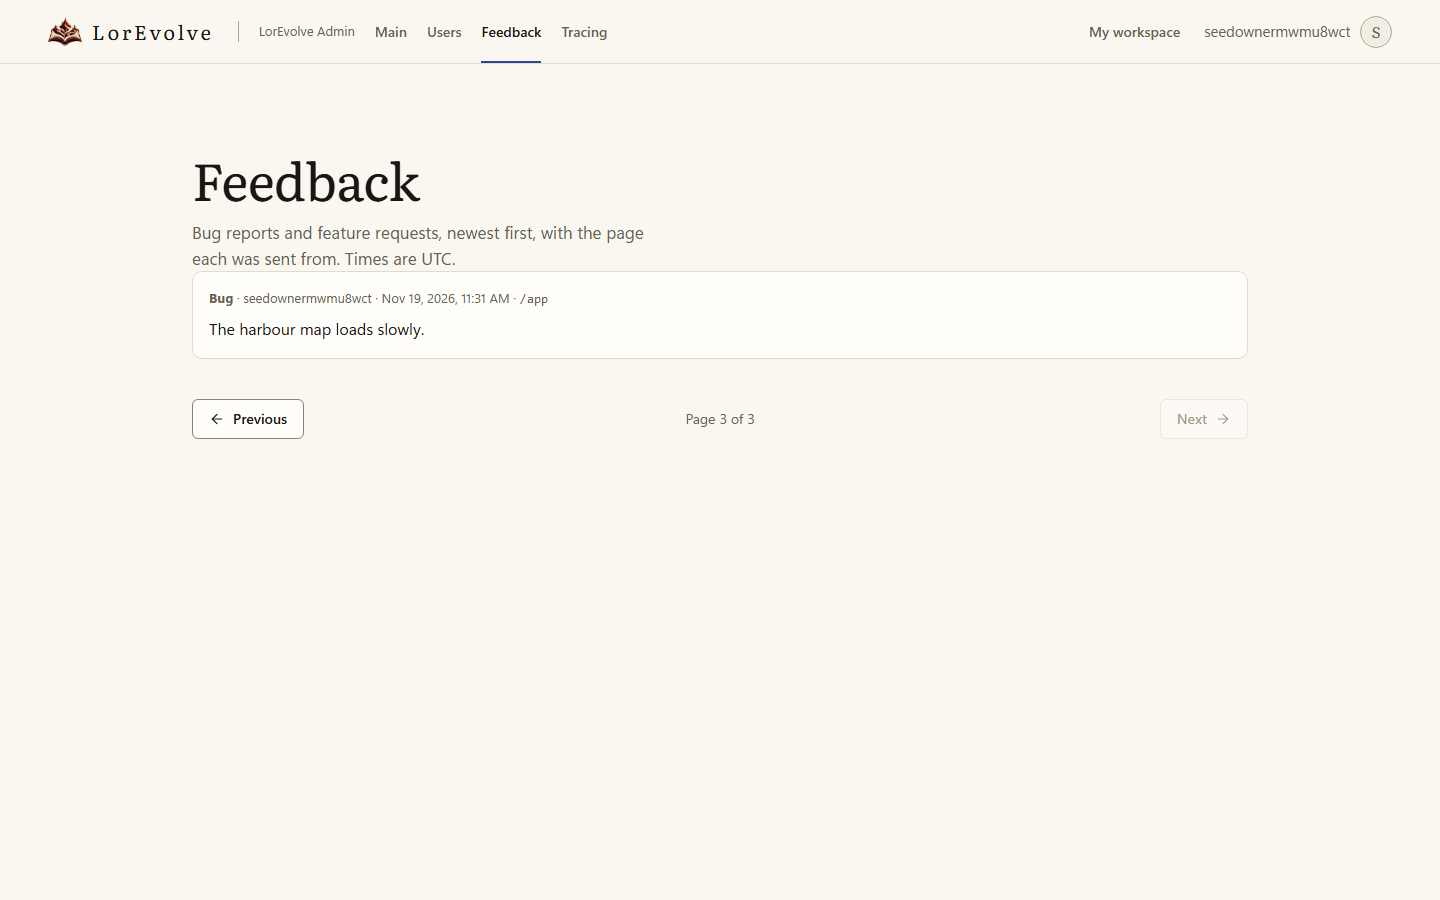 LorEvolve
LorEvolve Admin
Main
Users
Feedback
Tracing
My workspace
seedownermwmu8wct
S
Feedback
Bug reports and feature requests, newest first, with the page
each was sent from. Times are UTC.
Bug · seedownermwmu8wct · Nov 19, 2026, 11:31 AM · /app
The harbour map loads slowly.
← Previous
Page 3 of 3
Next →